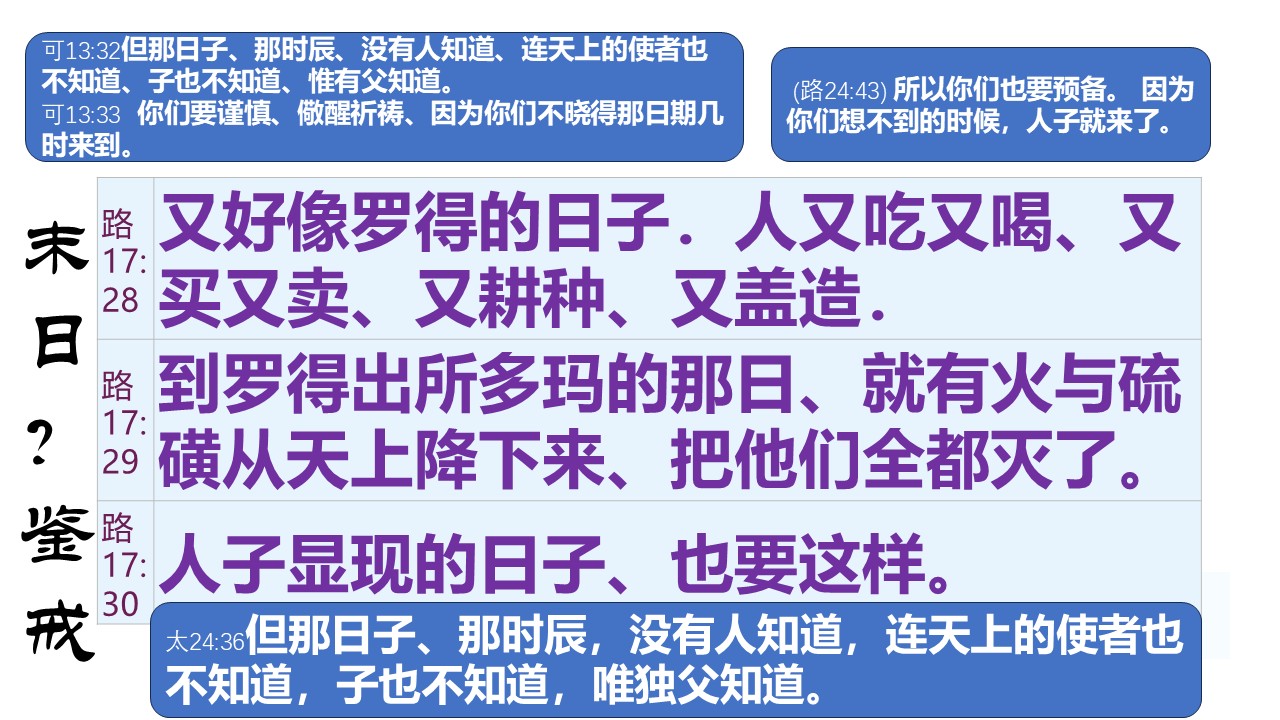 可13:32但那日子、那时辰、没有人知道、连天上的使者也
不知道、子也不知道、惟有父知道。
可13:33 你们要谨慎、儆醒祈祷、因为你们不晓得那日期几
时来到。
(路24:43) 所以你们也要预备。 因为
你们想不到的时候，人子就来了。
末
日
？
鉴
戒
路
17:
28
又好像罗得的日子．人又吃又喝、又
买又卖、又耕种、又盖造．
路
17:
29
到罗得出所多玛的那日、就有火与硫
磺从天上降下来、把他们全都灭了。
路
17:
30
人子显现的日子、也要这样。
太24:36但那日子、那时辰，没有人知道，连天上的使者也
不知道，子也不知道，唯独父知道。